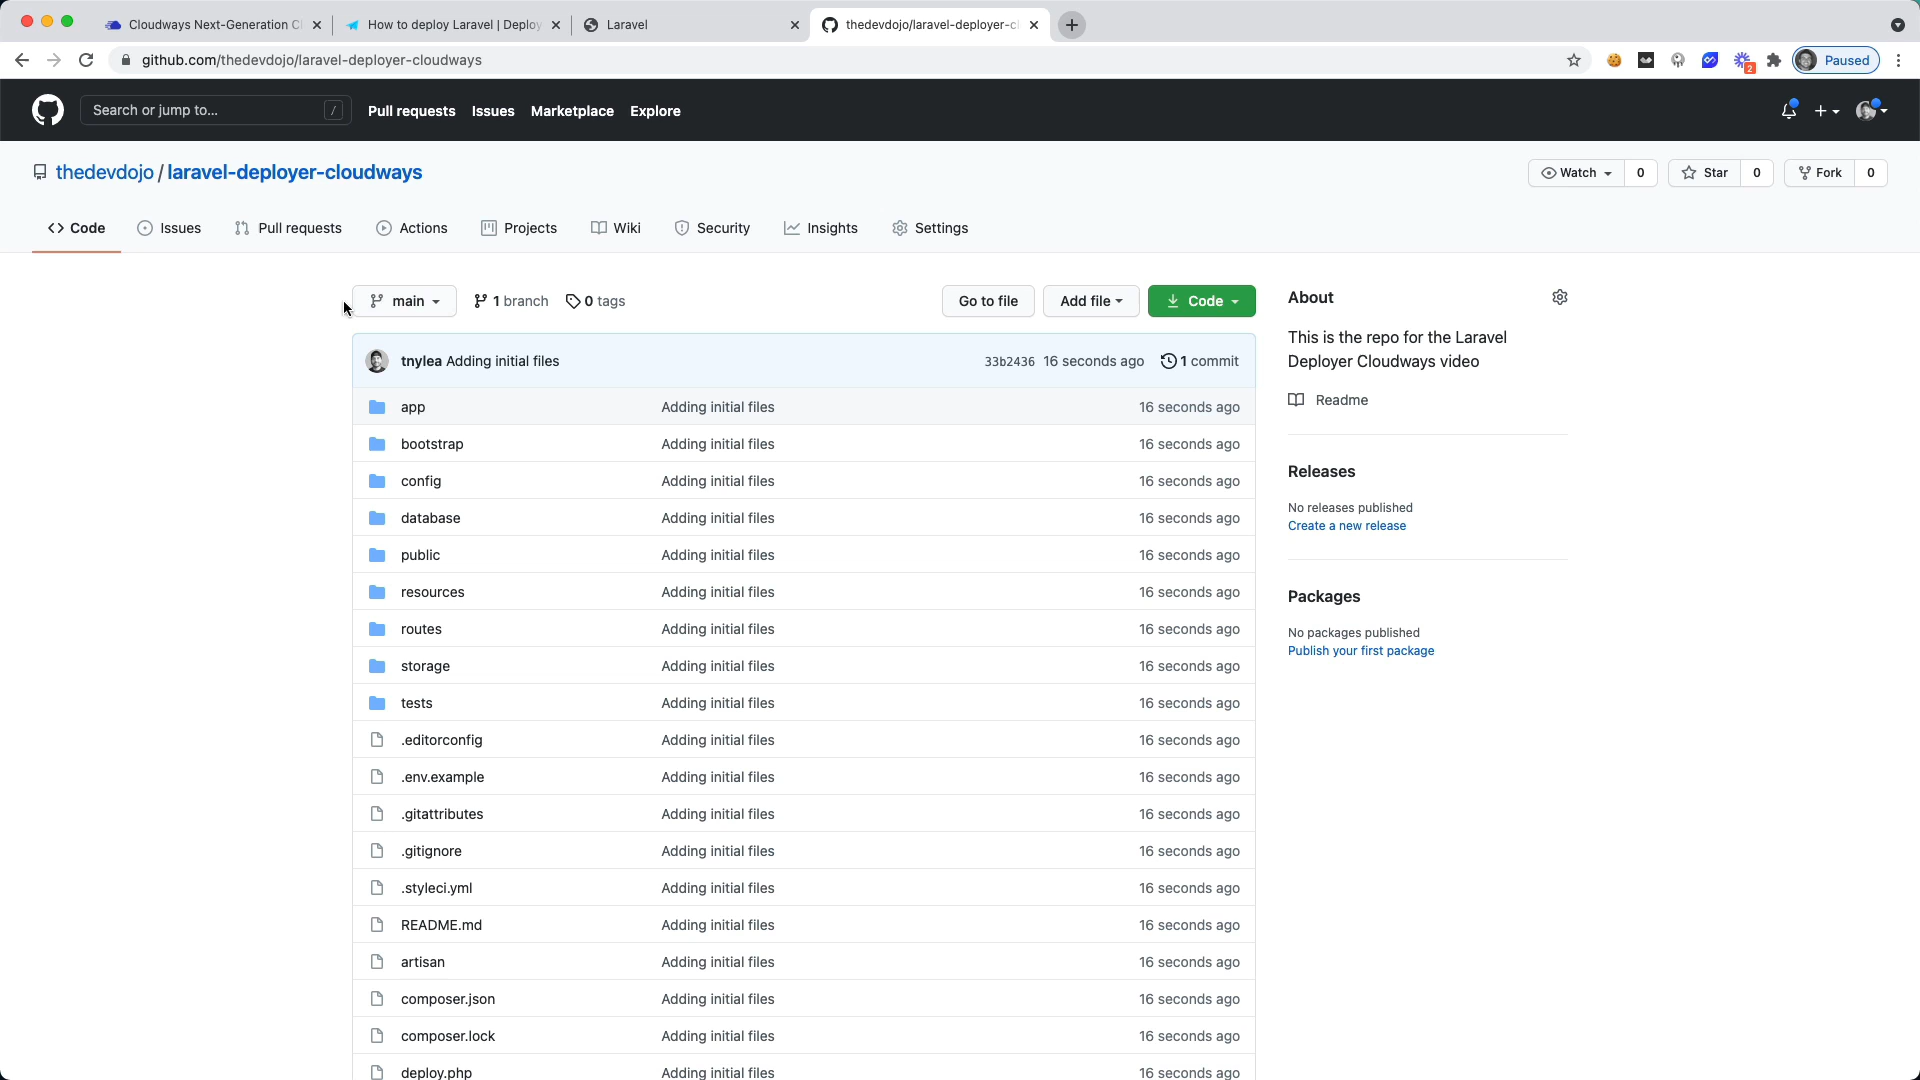 Cloudways Next-Generation C
How to deploy Laravel | Deploy
Laravel
thedevdojo/laravel-deployer-cl
github.com/thedevdojo/laravel-deployer-cloudways
2
Paused
Search or jump to...
/
Pull requests
Issues
Marketplace
Explore
thedevdojo / laravel-deployer-cloudways
Watch 0
Star 0
Fork 0
Code
Issues
Pull requests
Actions
Projects
Wiki
Security
Insights
Settings
main
1 branch
0 tags
Go to file
Add file
Code
tnylea Adding initial files 33b2436 16 seconds ago 1 commit
app Adding initial files 16 seconds ago
bootstrap Adding initial files 16 seconds ago
config Adding initial files 16 seconds ago
database Adding initial files 16 seconds ago
public Adding initial files 16 seconds ago
resources Adding initial files 16 seconds ago
routes Adding initial files 16 seconds ago
storage Adding initial files 16 seconds ago
tests Adding initial files 16 seconds ago
.editorconfig Adding initial files 16 seconds ago
.env.example Adding initial files 16 seconds ago
.gitattributes Adding initial files 16 seconds ago
.gitignore Adding initial files 16 seconds ago
.styleci.yml Adding initial files 16 seconds ago
README.md Adding initial files 16 seconds ago
artisan Adding initial files 16 seconds ago
composer.json Adding initial files 16 seconds ago
composer.lock Adding initial files 16 seconds ago
deploy.php Adding initial files 16 seconds ago
About
This is the repo for the Laravel
Deployer Cloudways video
Readme
Releases
No releases published
Create a new release
Packages
No packages published
Publish your first package